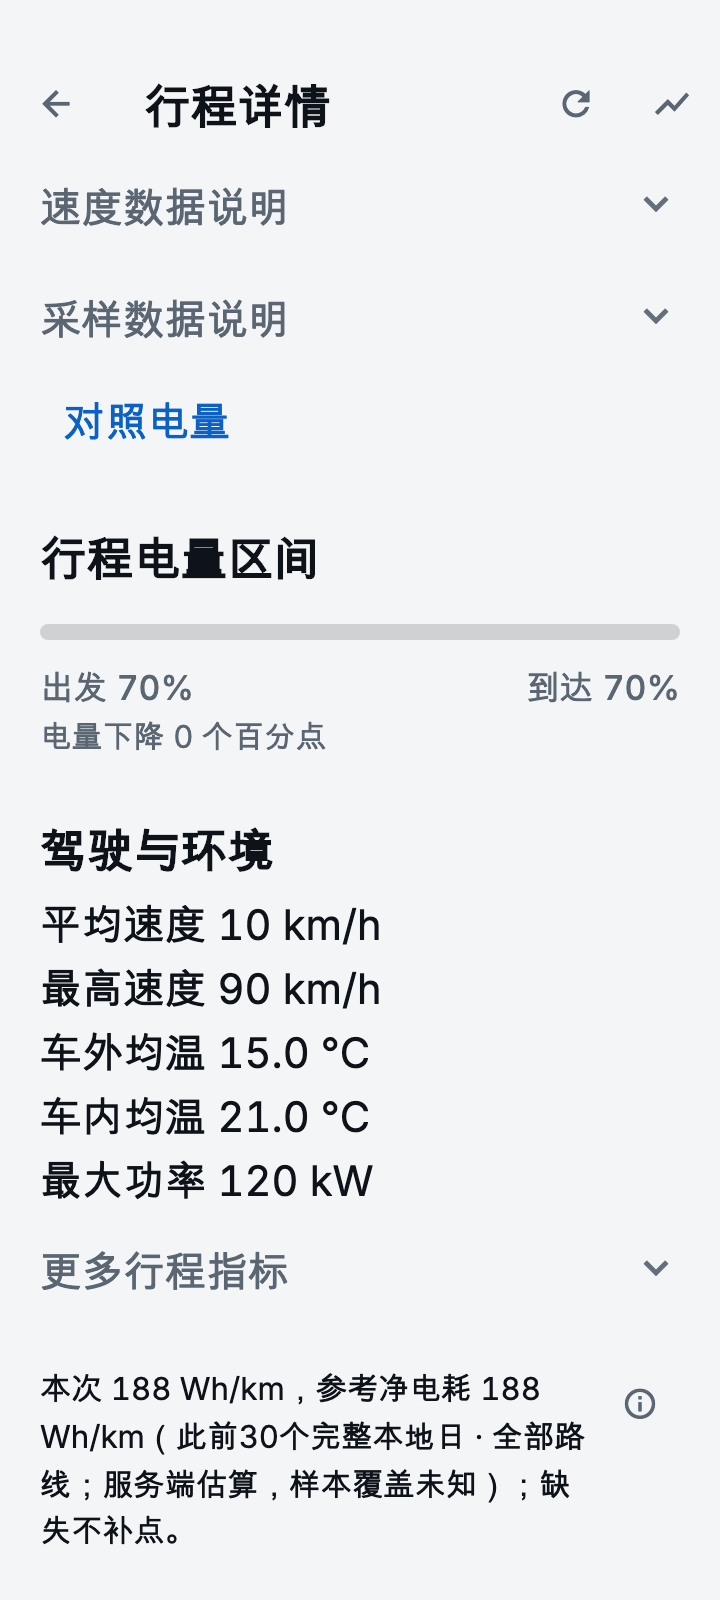 行程详情
速度数据说明
采样数据说明
对照电量
行程电量区间
出发 70%
到达 70%
电量下降 0 个百分点
驾驶与环境
平均速度 10 km/h
最高速度 90 km/h
车外均温 15.0 °C
车内均温 21.0 °C
最大功率 120 kW
更多行程指标
本次 188 Wh/km，参考净电耗 188
Wh/km（此前30个完整本地日 · 全部路
线；服务端估算，样本覆盖未知）；缺
失不补点。